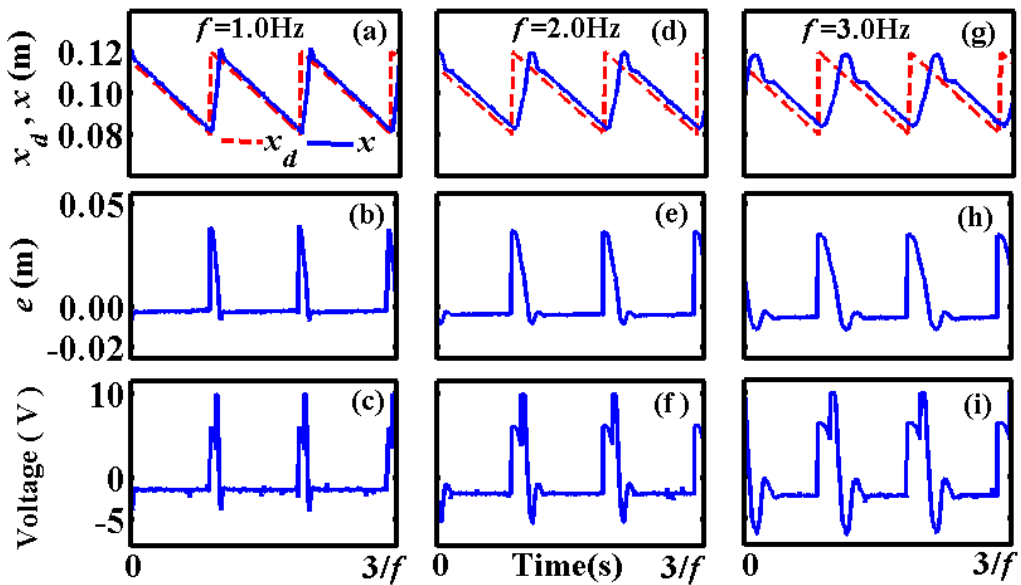 f=1.0Hz (a)
f=2.0Hz (d)
f=3.0Hz (g)
x_d , x (m)
0.12
0.10
0.08
x_d x
(b)
(e)
(h)
e (m)
0.05
0.00
-0.02
(c)
(f )
(i)
Voltage ( V )
10
0
-5
0 3/f
0 Time(s) 3/f
0 3/f